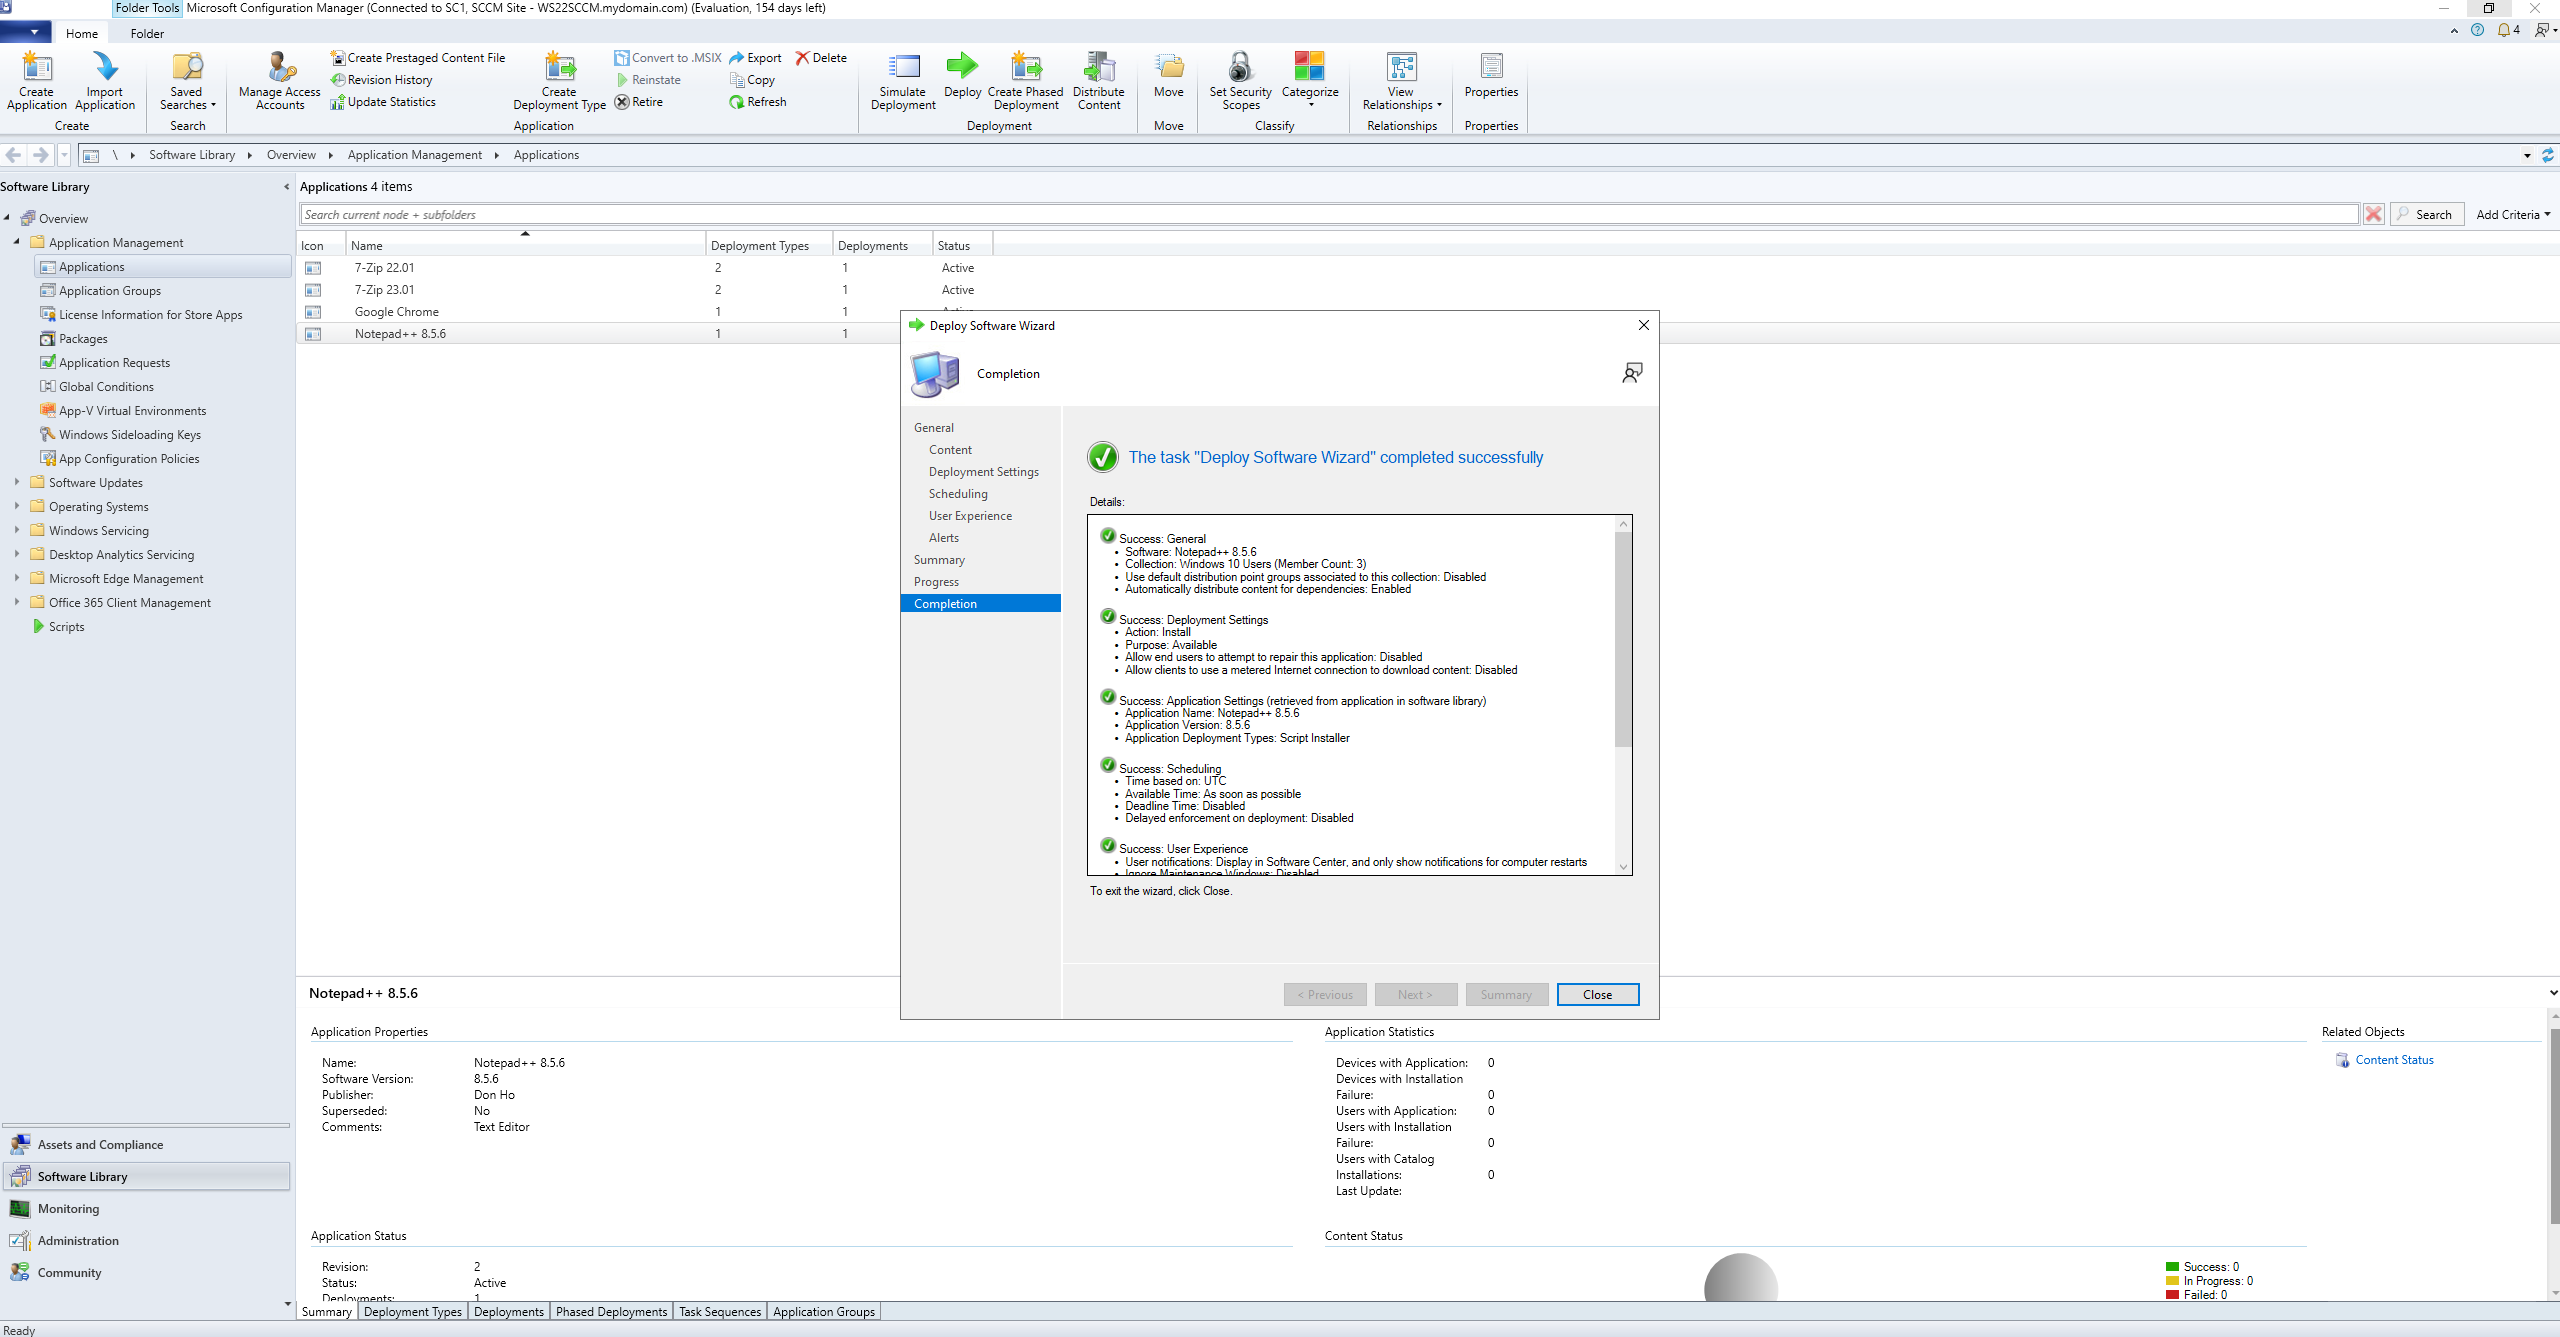 Folder Tools Microsoft Configuration Manager (Connected to SC1, SCCM Site - WS22SCCM.mydomain.com) (Evaluation, 154 days left)
Home Folder
4
Create Application
Import Application
Create
Saved Searches
Search
Manage Access Accounts
Create Prestaged Content File
Revision History
Update Statistics
Create Deployment Type
Convert to .MSIX
Reinstate
Retire
Export
Copy
Refresh
Delete
Application
Simulate Deployment
Deploy
Create Phased Deployment
Distribute Content
Deployment
Move
Move
Set Security Scopes
Categorize
Classify
View Relationships
Relationships
Properties
Properties
\ Software Library Overview Application Management Applications
Software Library
Overview
Application Management
Applications
Application Groups
License Information for Store Apps
Packages
Application Requests
Global Conditions
App-V Virtual Environments
Windows Sideloading Keys
App Configuration Policies
Software Updates
Operating Systems
Windows Servicing
Desktop Analytics Servicing
Microsoft Edge Management
Office 365 Client Management
Scripts
Assets and Compliance
Software Library
Monitoring
Administration
Community
Ready
Applications 4 items
Search current node + subfolders
Search
Add Criteria
Icon Name Deployment Types Deployments Status
7-Zip 22.01 2 1 Active
7-Zip 23.01 2 1 Active
Google Chrome 1 1
Notepad++ 8.5.6 1 1
Deploy Software Wizard
Completion
General
Content
Deployment Settings
Scheduling
User Experience
Alerts
Summary
Progress
Completion
The task "Deploy Software Wizard" completed successfully
Details:
Success: General
• Software: Notepad++ 8.5.6
• Collection: Windows 10 Users (Member Count: 3)
• Use default distribution point groups associated to this collection: Disabled
• Automatically distribute content for dependencies: Enabled
Success: Deployment Settings
• Action: Install
• Purpose: Available
• Allow end users to attempt to repair this application: Disabled
• Allow clients to use a metered Internet connection to download content: Disabled
Success: Application Settings (retrieved from application in software library)
• Application Name: Notepad++ 8.5.6
• Application Version: 8.5.6
• Application Deployment Types: Script Installer
Success: Scheduling
• Time based on: UTC
• Available Time: As soon as possible
• Deadline Time: Disabled
• Delayed enforcement on deployment: Disabled
Success: User Experience
• User notifications: Display in Software Center, and only show notifications for computer restarts
• Ignore Maintenance Windows: Disabled
To exit the wizard, click Close.
< Previous Next > Summary Close
Notepad++ 8.5.6
Application Properties
Name: Notepad++ 8.5.6
Software Version: 8.5.6
Publisher: Don Ho
Superseded: No
Comments: Text Editor
Application Statistics
Devices with Application: 0
Devices with Installation
Failure: 0
Users with Application: 0
Users with Installation
Failure: 0
Users with Catalog
Installations: 0
Last Update:
Related Objects
Content Status
Application Status
Revision: 2
Status: Active
Deployments: 1
Content Status
Success: 0
In Progress: 0
Failed: 0
Summary Deployment Types Deployments Phased Deployments Task Sequences Application Groups